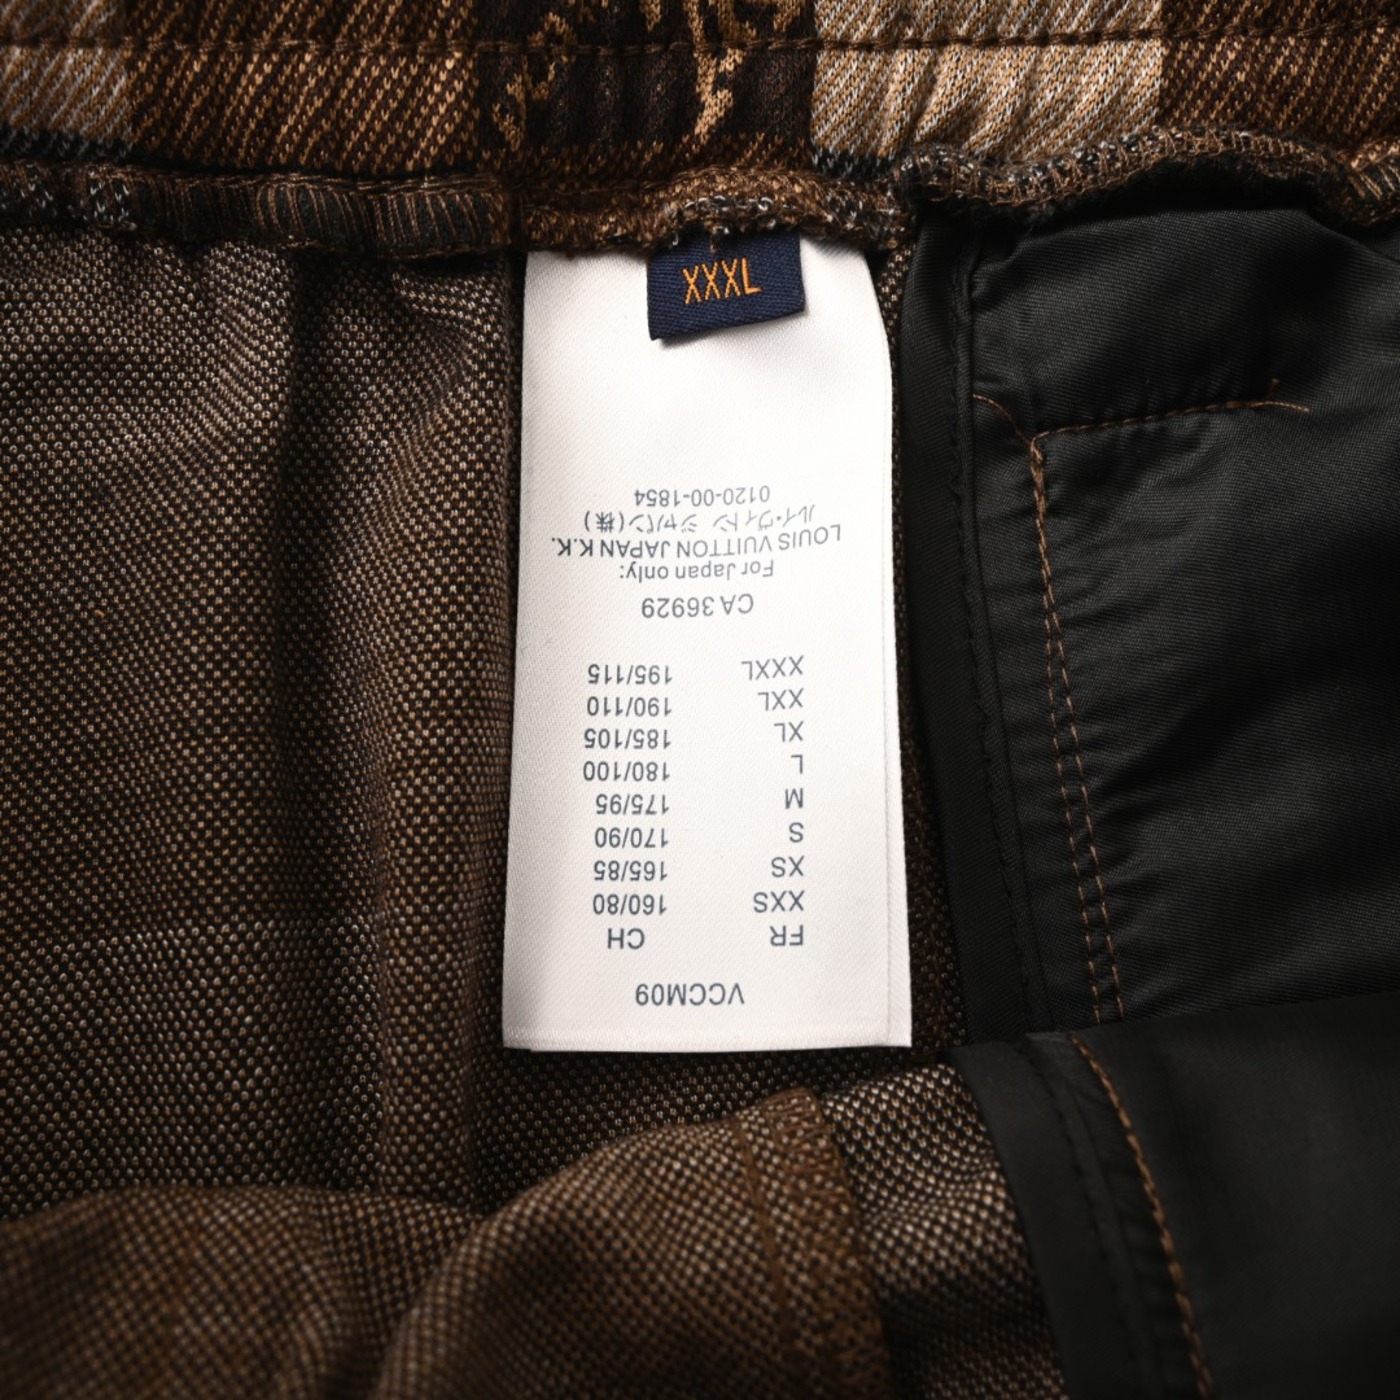 XXXL
VCCM09
FR CH
XXS 160/80
XS 165/85
S 170/90
M 175/95
L 180/100
XL 185/105
XXL 190/110
XXXL 195/115
CA 36929
For Japan only:
LOUIS VUITTON JAPAN K.K.
ルイ・ヴィトン ジャパン(株)
0120-00-1854